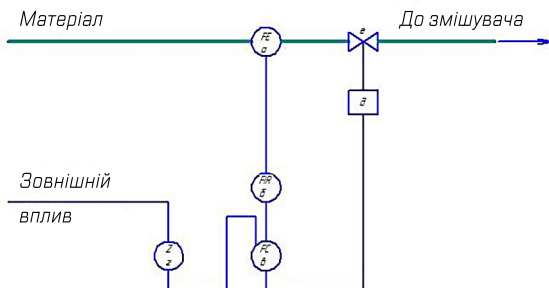 Матеріал
До змішувача
FE
а
г
д
Зовнішній
вплив
FIR
б
Z
г
FC
в